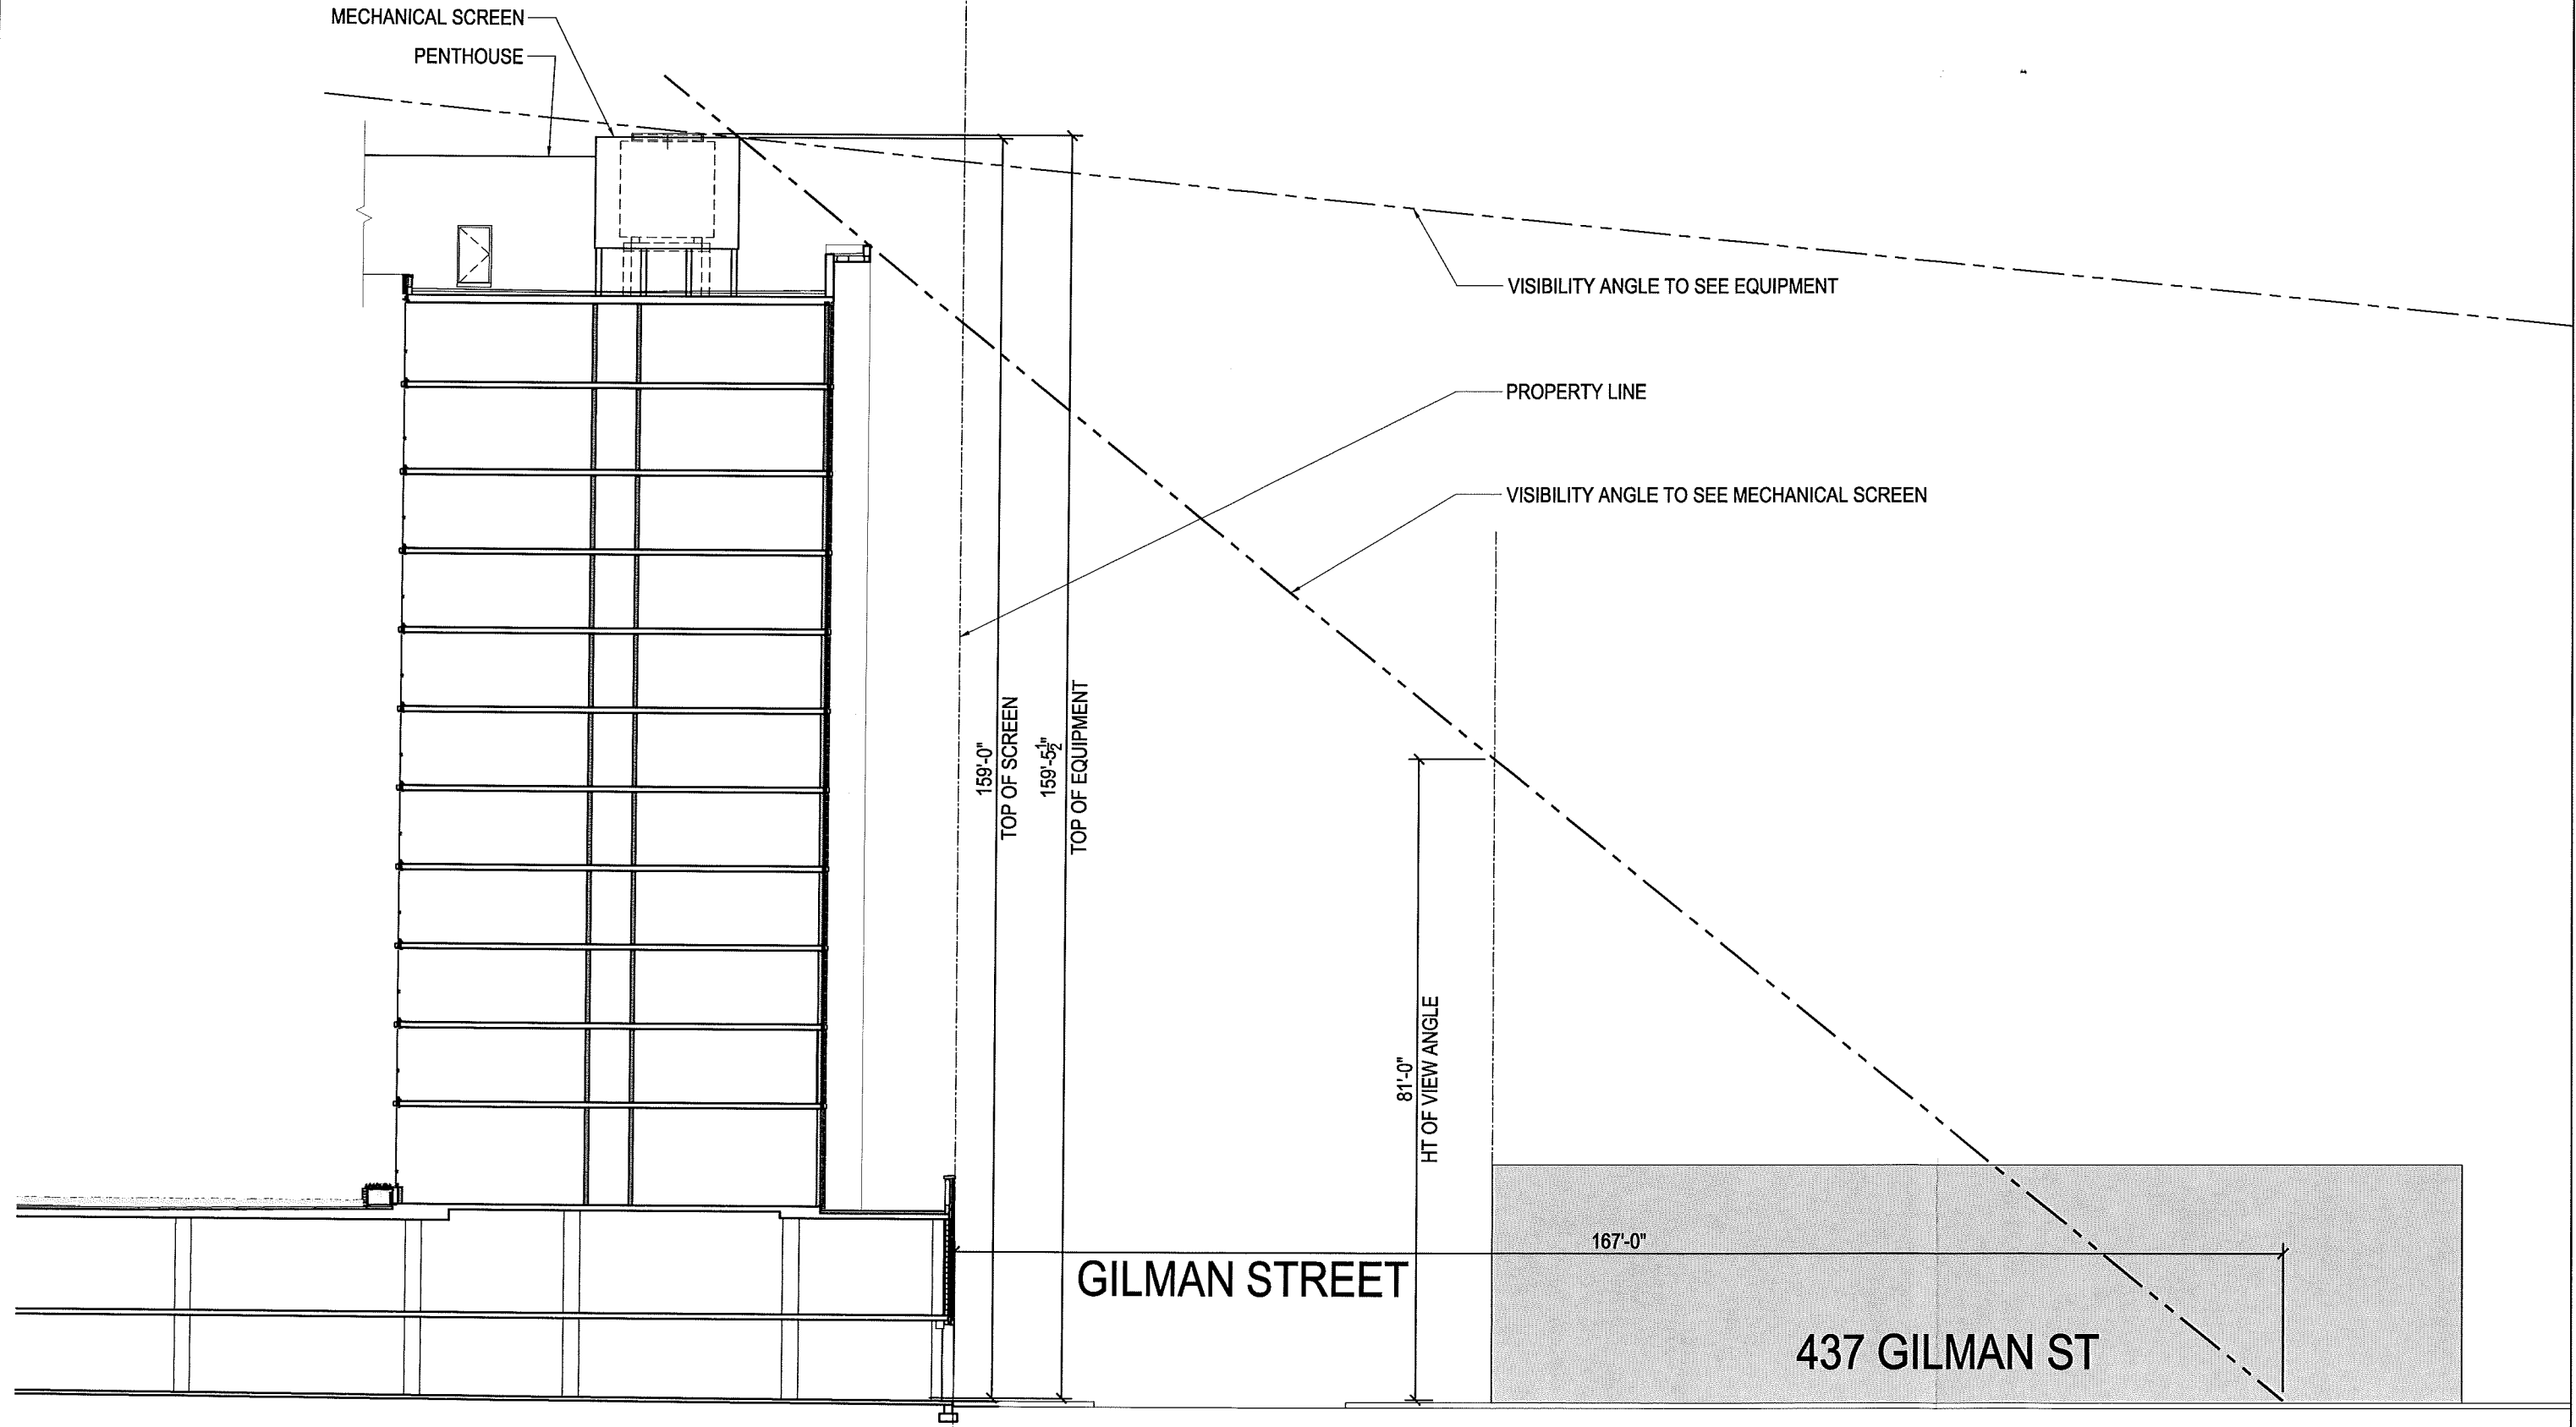 MECHANICAL SCREEN
PENTHOUSE
VISIBILITY ANGLE TO SEE EQUIPMENT
PROPERTY LINE
VISIBILITY ANGLE TO SEE MECHANICAL SCREEN
159'-0"
TOP OF SCREEN
159'-5½"
TOP OF EQUIPMENT
81'-0"
HT OF VIEW ANGLE
167'-0"
GILMAN STREET
437 GILMAN ST